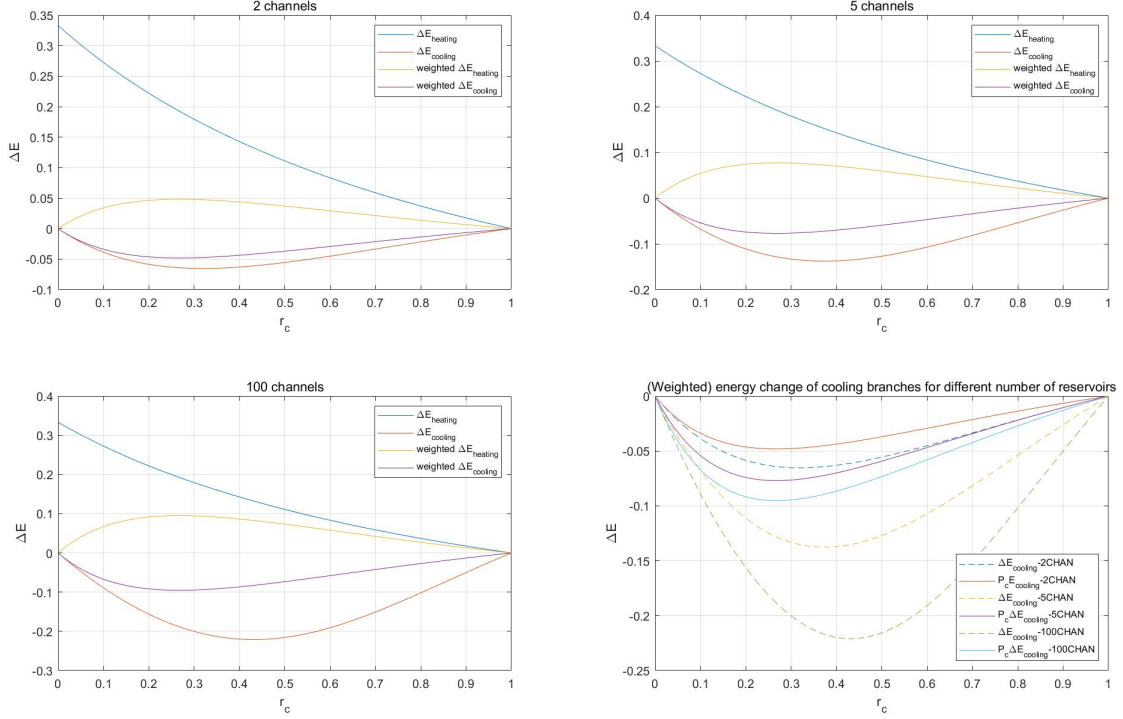 2 channels
0.35
0.3
0.25
0.2
0.15
0.1
0.05
0
-0.05
-0.1
ΔE
0 0.1 0.2 0.3 0.4 0.5 0.6 0.7 0.8 0.9 1
r_c
ΔE_heating
ΔE_cooling
weighted ΔE_heating
weighted ΔE_cooling
5 channels
0.4
0.3
0.2
0.1
0
-0.1
-0.2
ΔE
0 0.1 0.2 0.3 0.4 0.5 0.6 0.7 0.8 0.9 1
r_c
ΔE_heating
ΔE_cooling
weighted ΔE_heating
weighted ΔE_cooling
100 channels
0.4
0.3
0.2
0.1
0
-0.1
-0.2
-0.3
ΔE
0 0.1 0.2 0.3 0.4 0.5 0.6 0.7 0.8 0.9 1
r_c
ΔE_heating
ΔE_cooling
weighted ΔE_heating
weighted ΔE_cooling
(Weighted) energy change of cooling branches for different number of reservoirs
0
-0.05
-0.1
-0.15
-0.2
-0.25
ΔE
0 0.1 0.2 0.3 0.4 0.5 0.6 0.7 0.8 0.9 1
r_c
ΔE_cooling-2CHAN
P_cE_cooling-2CHAN
ΔE_cooling-5CHAN
P_cΔE_cooling-5CHAN
ΔE_cooling-100CHAN
P_cΔE_cooling-100CHAN